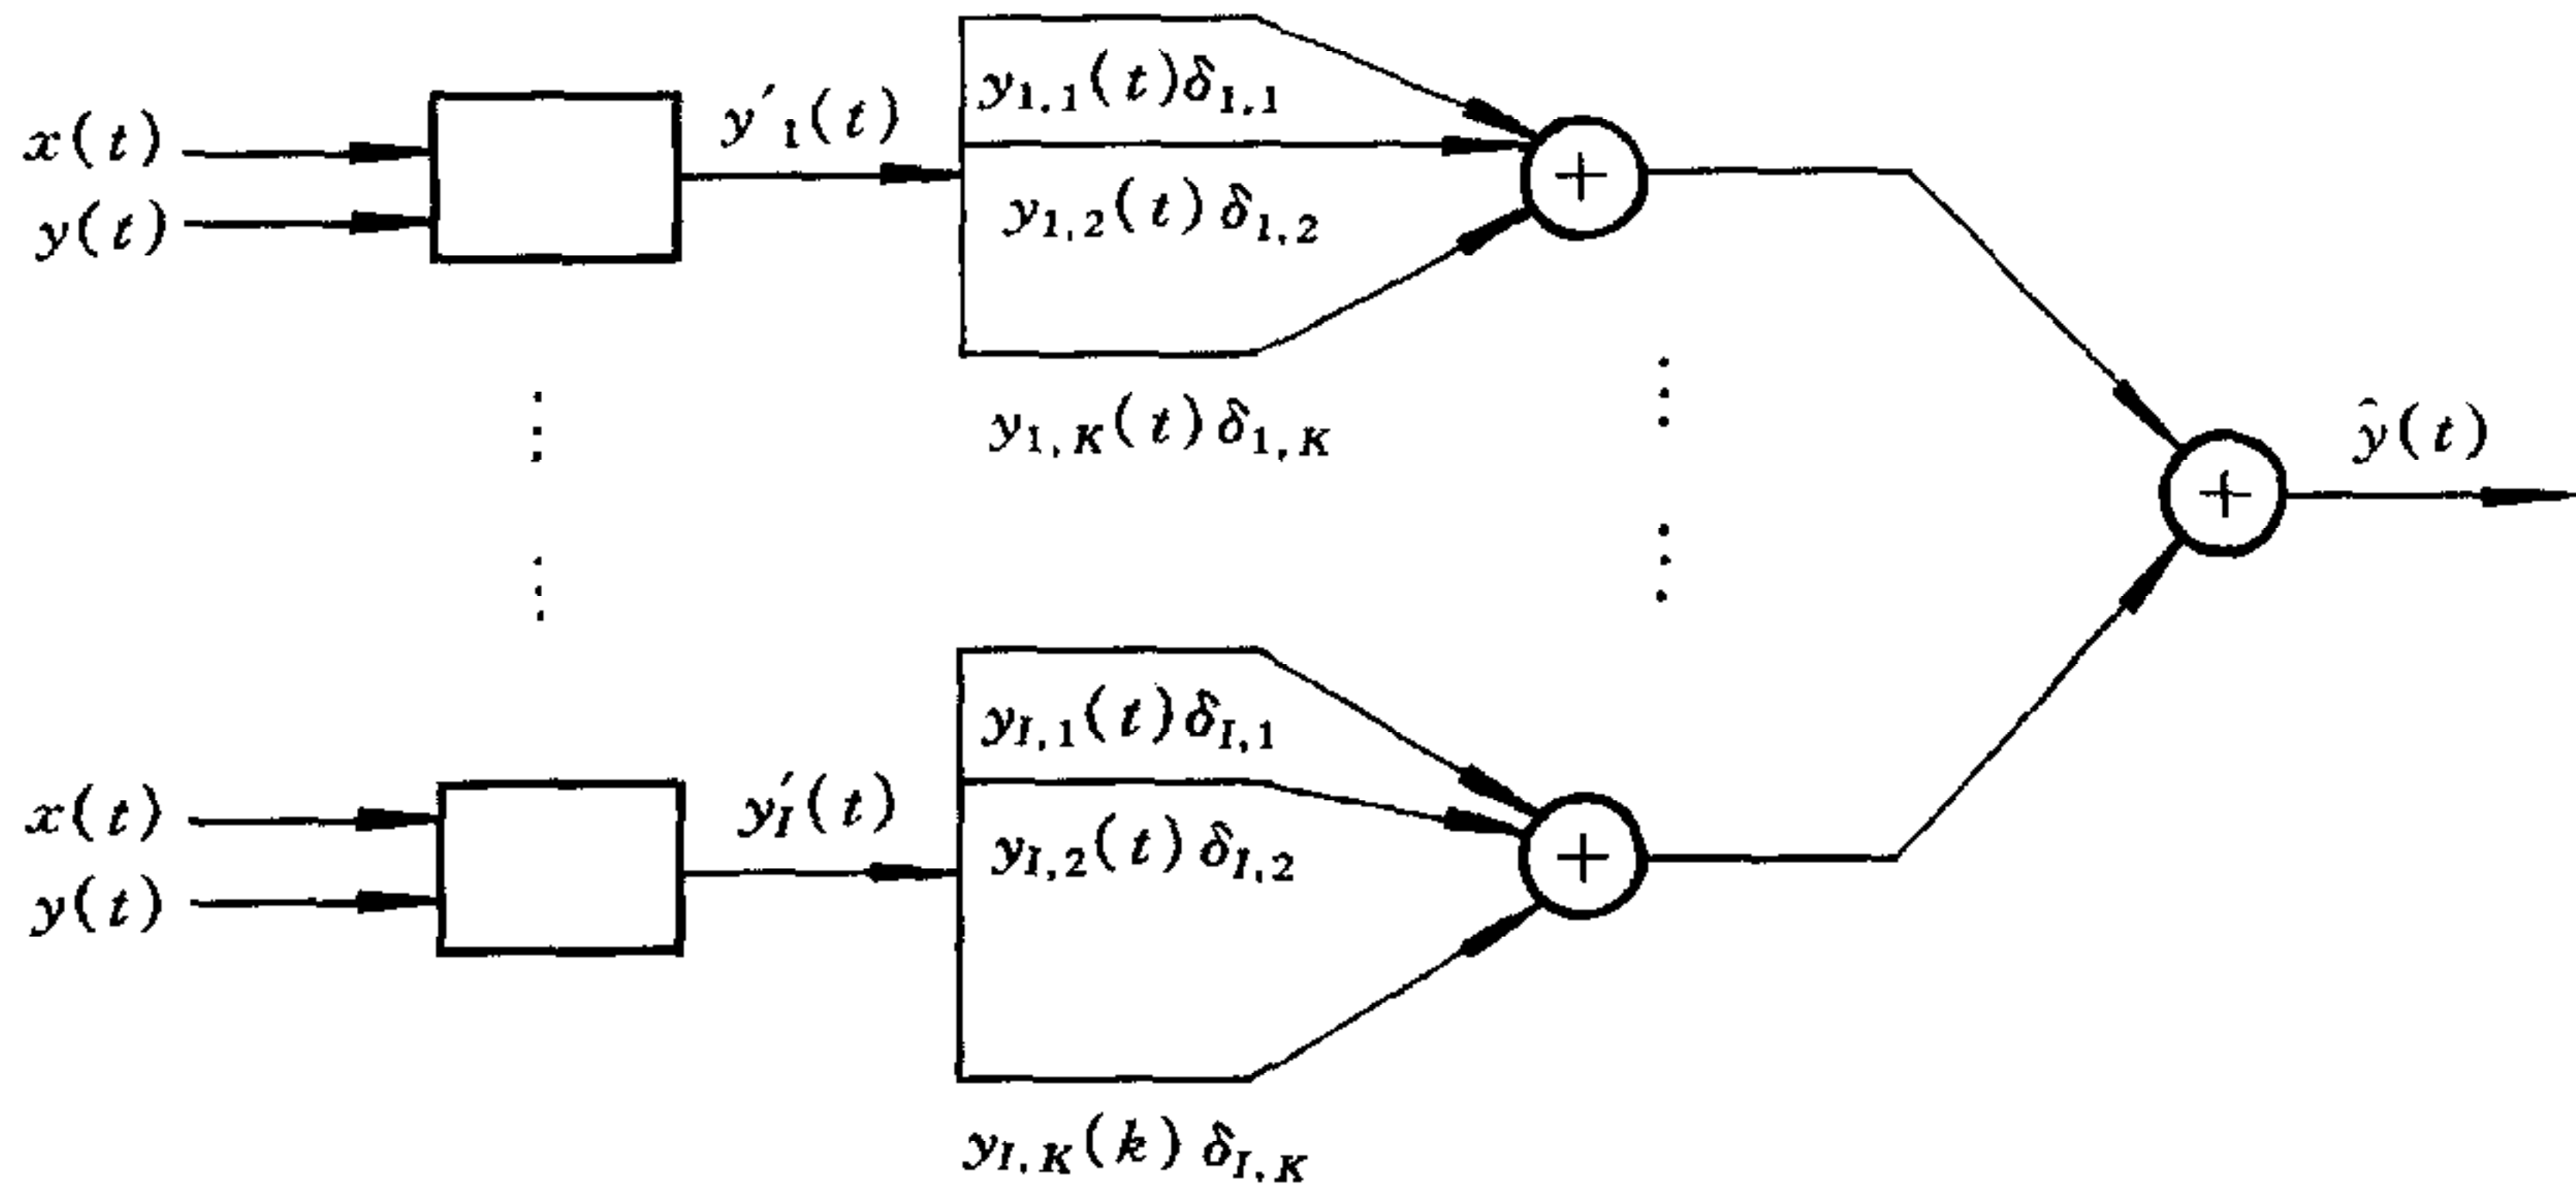 x(t)
y(t)
y′₁(t)
y₁,₁(t)δ₁,₁
y₁,₂(t)δ₁,₂
y₁,K(t)δ₁,K
+
+
ŷ(t)
x(t)
y(t)
y′I(t)
yI,₁(t)δI,₁
yI,₂(t)δI,₂
yI,K(k)δI,K
+